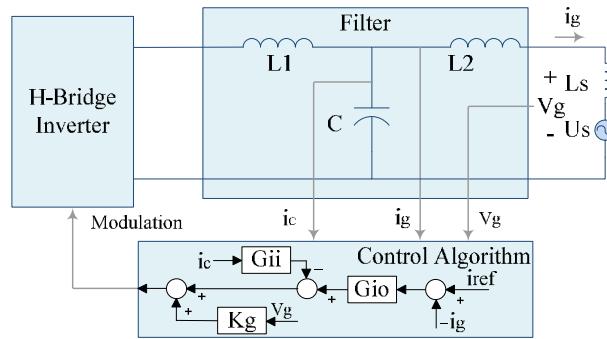 Filter
ig
L1
L2
H-Bridge
Inverter
C
+ Ls
Vg
- Us
Modulation
ic
ig
Vg
Control Algorithm
ic
Gii
-
iref
Gio
+
+
+
+
-ig
Kg
Vg